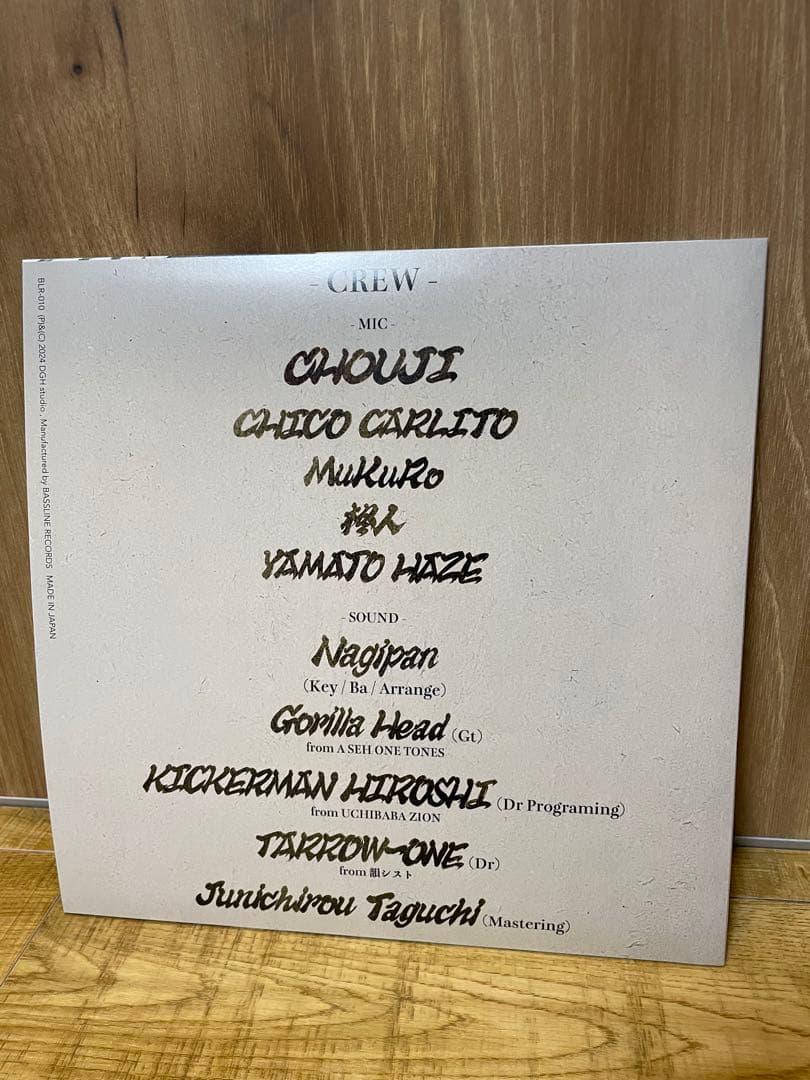 - CREW -
- MIC -
CHOUJI
CHICO CARLITO
MuKuRo
柊人
YAMATO HAZE
- SOUND -
Nagipan
(Key / Ba / Arrange)
Gorilla Head (Gt)
from A SEH ONE TONES
KICKERMAN HIROSHI (Dr Programing)
from UCHIBABA ZION
TARROW-ONE (Dr)
from 韻シスト
Junichirou Taguchi (Mastering)
BLR-010 (P)&(C) 2024 DGH studio . Manufactured by BASSLINE RECORDS MADE IN JAPAN